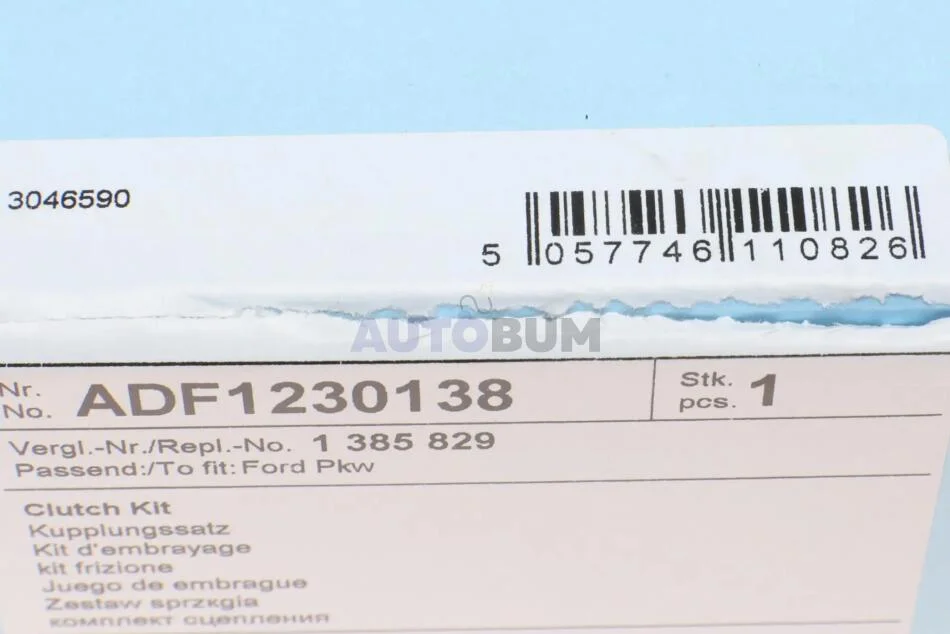 3046590
5 057746 110826
AUTOBUM
Nr.
No. ADF1230138
Stk.
pcs. 1
Vergl.-Nr./Repl.-No. 1 385 829
Passend:/To fit: Ford Pkw
Clutch Kit
Kupplungssatz
Kit d'embrayage
kit frizione
Juego de embrague
Zestaw sprzкgia
комплект сцепления